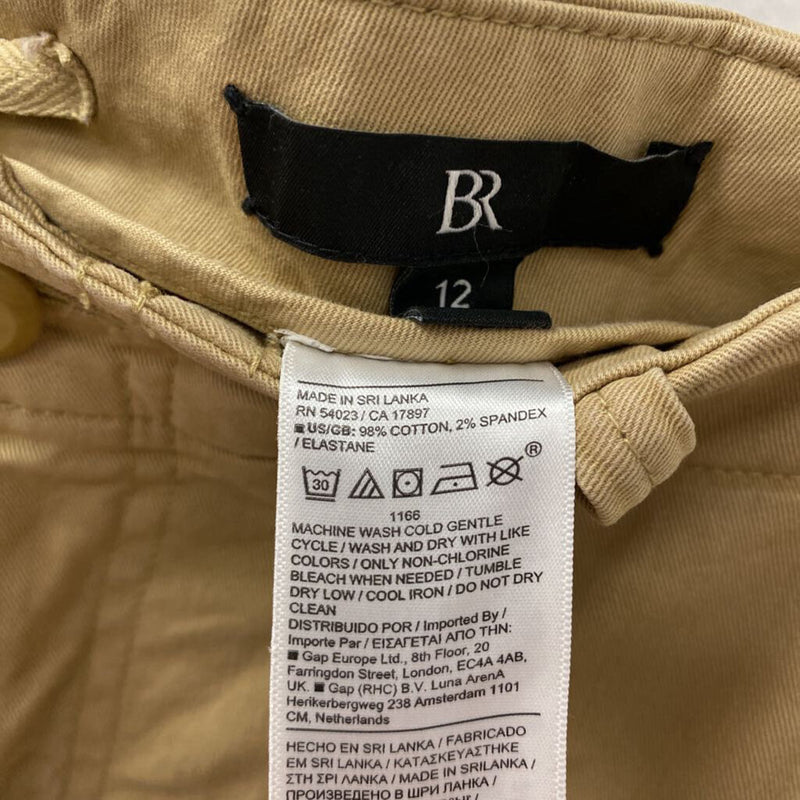 BR
12
MADE IN SRI LANKA
RN 54023 / CA 17897
US/GB: 98% COTTON, 2% SPANDEX
/ ELASTANE
30
®
1166
MACHINE WASH COLD GENTLE
CYCLE / WASH AND DRY WITH LIKE
COLORS / ONLY NON-CHLORINE
BLEACH WHEN NEEDED / TUMBLE
DRY LOW / COOL IRON / DO NOT DRY
CLEAN
DISTRIBUIDO POR / Imported By /
Importe Par / ΕΙΣΑΓΕΤΑΙ ΑΠΟ ΤΗΝ:
Gap Europe Ltd., 8th Floor, 20
Farringdon Street, London, EC4A 4AB,
UK. Gap (RHC) B.V. Luna ArenA
Herikerbergweg 238 Amsterdam 1101
CM, Netherlands
HECHO EN SRI LANKA / FABRICADO
EM SRI LANKA / ΚΑΤΑΣΚΕΥΑΣΤΗΚΕ
ΣΤΗ ΣΡΙ ΛΑΝΚΑ / MADE IN SRILANKA /
ПРОИЗВЕДЕНО В ШРИ ЛАНКА /